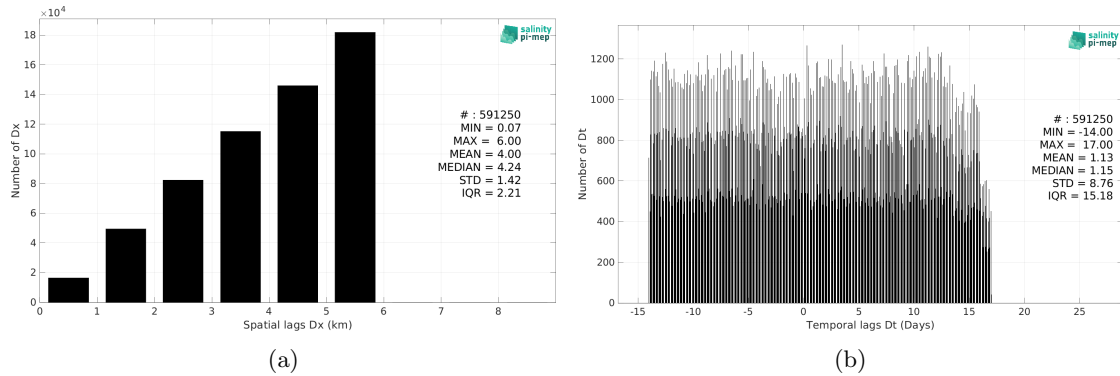 ×10⁴
18
16
14
12
10
8
6
4
2
0
Number of Dx
0 1 2 3 4 5 6 7 8
Spatial lags Dx (km)
salinity
pi-mep
# : 591250
MIN = 0.07
MAX = 6.00
MEAN = 4.00
MEDIAN = 4.24
STD = 1.42
IQR = 2.21
(a)
1200
1000
800
600
400
200
0
Number of Dt
-15 -10 -5 0 5 10 15 20 25
Temporal lags Dt (Days)
salinity
pi-mep
# : 591250
MIN = -14.00
MAX = 17.00
MEAN = 1.13
MEDIAN = 1.15
STD = 8.76
IQR = 15.18
(b)